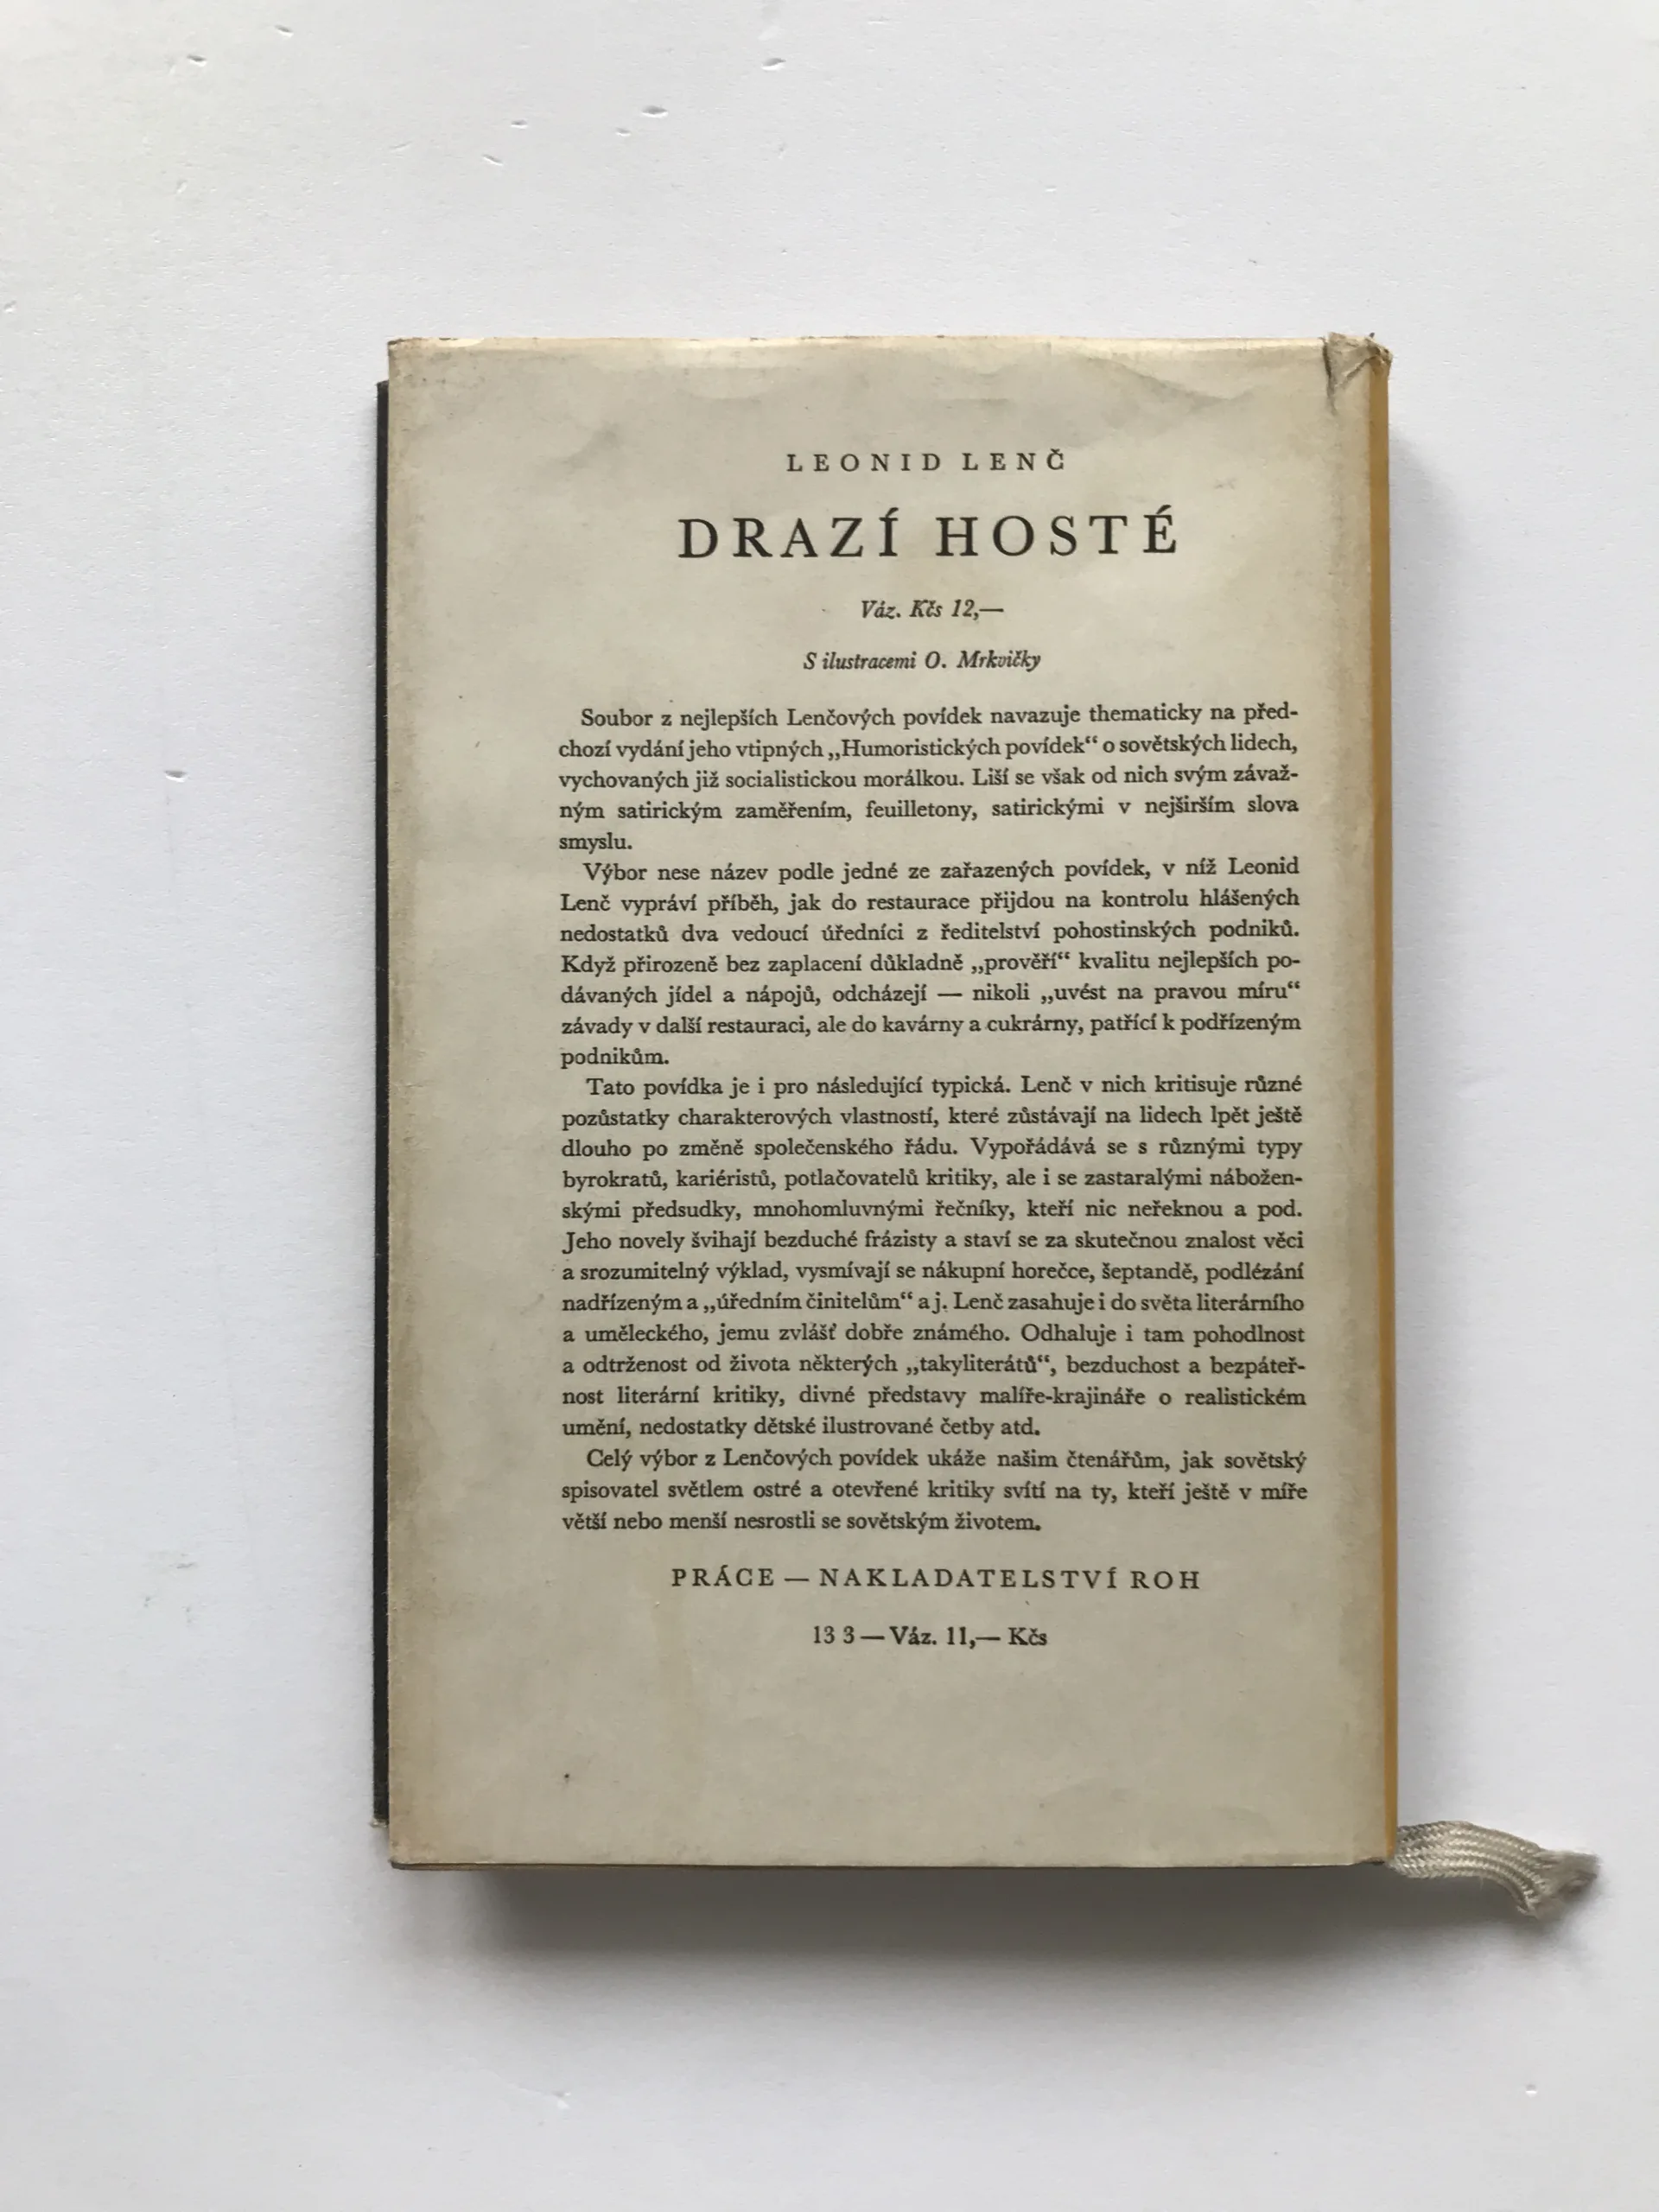 LEONID LENČ
DRAZÍ HOSTÉ
Váz. Kčs 12,—
S ilustracemi O. Mrkvičky
Soubor z nejlepších Lenčových povídek navazuje thematicky na před-
chozí vydání jeho vtipných „Humoristických povídek“ o sovětských lidech,
vychovaných již socialistickou morálkou. Liší se však od nich svým závaž-
ným satirickým zaměřením, feuilletony, satirickými v nejširším slova
smyslu.
Výbor nese název podle jedné ze zařazených povídek, v níž Leonid
Lenč vypráví příběh, jak do restaurace přijdou na kontrolu hlášených
nedostatků dva vedoucí úředníci z ředitelství pohostinských podniků.
Když přirozeně bez zaplacení důkladně „prověří“ kvalitu nejlepších po-
dávaných jídel a nápojů, odcházejí — nikoli „uvést na pravou míru“
závady v další restauraci, ale do kavárny a cukrárny, patřící k podřízeným
podnikům.
Tato povídka je i pro následující typická. Lenč v nich kritisuje různé
pozůstatky charakterových vlastností, které zůstávají na lidech lpět ještě
dlouho po změně společenského řádu. Vypořádává se s různými typy
byrokratů, kariéristů, potlačovatelů kritiky, ale i se zastaralými nábožen-
skými předsudky, mnohomluvnými řečníky, kteří nic neřeknou a pod.
Jeho novely švihají bezduché frázisty a staví se za skutečnou znalost věci
a srozumitelný výklad, vysmívají se nákupní horečce, šeptandě, podlézání
nadřízeným a „úředním činitelům“ a j. Lenč zasahuje i do světa literárního
a uměleckého, jemu zvlášť dobře známého. Odhaluje i tam pohodlnost
a odtrženost od života některých „takyliterátů“, bezduchost a bezpáteř-
nost literární kritiky, divné představy malíře-krajináře o realistickém
umění, nedostatky dětské ilustrované četby atd.
Celý výbor z Lenčových povídek ukáže našim čtenářům, jak sovětský
spisovatel světlem ostré a otevřené kritiky svítí na ty, kteří ještě v míře
větší nebo menší nesrostli se sovětským životem.
PRÁCE — NAKLADATELSTVÍ ROH
13 3 — Váz. 11,— Kčs